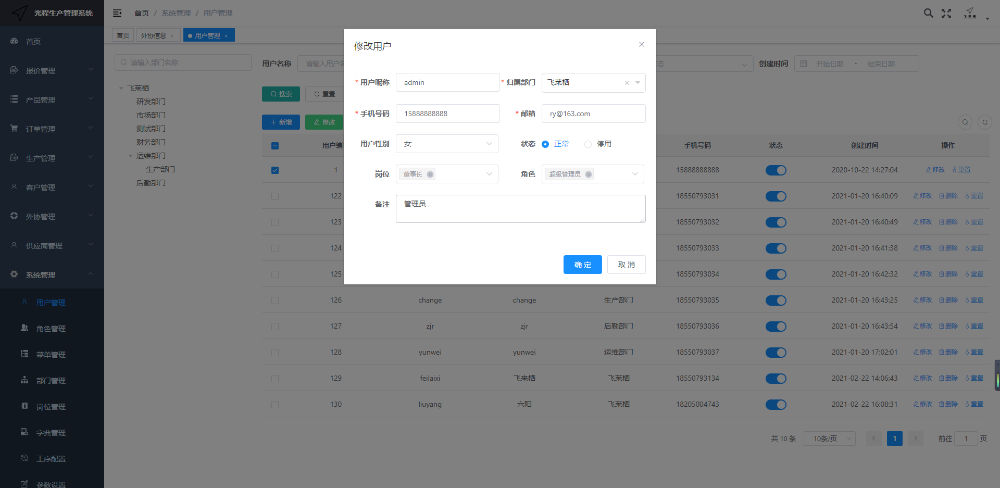 光程生产管理系统
首页 / 系统管理 / 用户管理
首页
外协信息 ×
用户管理 ×
首页
报价管理
产品管理
订单管理
生产管理
客户管理
外协管理
供应商管理
系统管理
用户管理
角色管理
菜单管理
部门管理
岗位管理
字典管理
工序配置
参数设置
请输入部门名称
飞莱栖
研发部门
市场部门
测试部门
财务部门
运维部门
生产部门
后勤部门
用户名称 请输入用户名
态
创建时间 开始日期 - 结束日期
搜索 重置
新增 修改
修改用户
* 用户昵称 admin * 归属部门 飞莱栖
* 手机号码 15888888888 * 邮箱 ry@163.com
用户性别 女 状态 正常 停用
岗位 董事长 角色 超级管理员
备注 管理员
确 定 取 消
用户编 手机号码 状态 创建时间 操作
1 15888888888 2020-10-22 14:27:04 修改 重置
122 18550793031 2021-01-20 16:40:09 修改 删除 重置
123 18550793032 2021-01-20 16:40:49 修改 删除 重置
124 18550793033 2021-01-20 16:41:38 修改 删除 重置
125 18550793034 2021-01-20 16:42:32 修改 删除 重置
126 change change 生产部门 18550793035 2021-01-20 16:43:25 修改 删除 重置
127 zjr zjr 后勤部门 18550793036 2021-01-20 16:43:54 修改 删除 重置
128 yunwei yunwei 运维部门 18550793037 2021-01-20 17:02:01 修改 删除 重置
129 feilaixi 飞来栖 飞莱栖 18550793134 2021-02-22 14:06:43 修改 删除 重置
130 liuyang 六阳 飞莱栖 18205004743 2021-02-22 16:08:31 修改 删除 重置
共 10 条 10条/页 1 前往 1 页